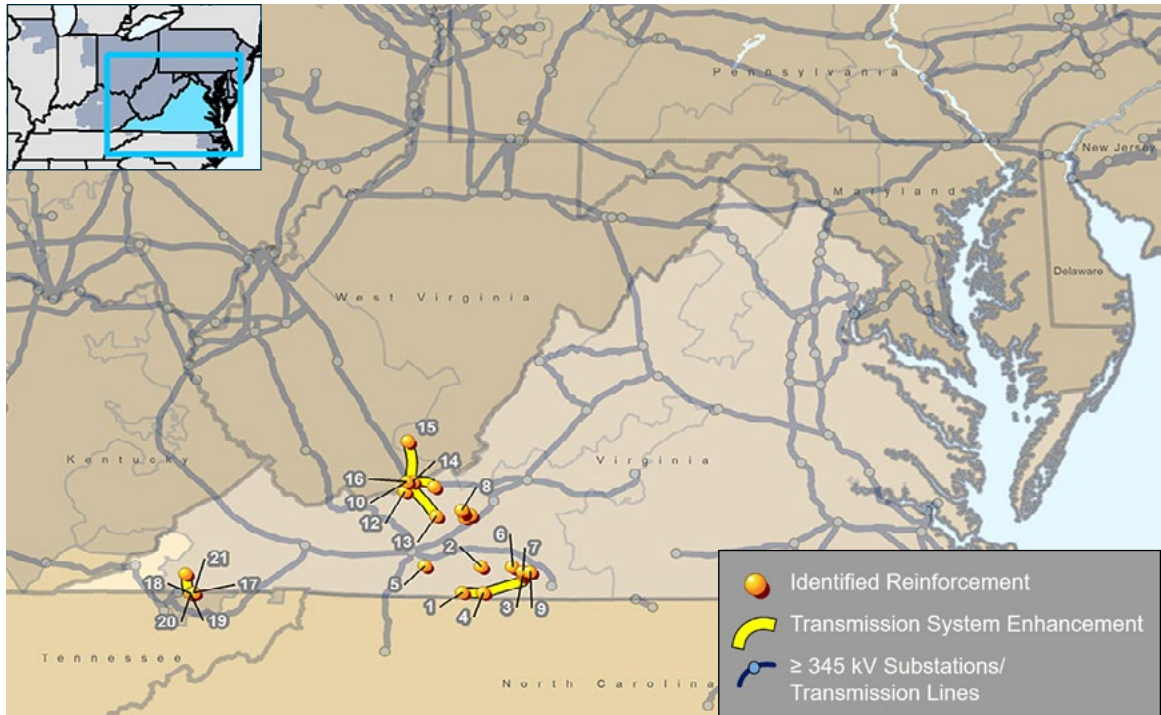 Pennsylvania
New Jersey
Maryland
Delaware
West Virginia
15
Kentucky
16
14
Virginia
10
8
12
13
6
7
2
21
5
18
17
1
3
9
4
20
19
Tennessee
North Carolina
Identified Reinforcement
Transmission System Enhancement
≥ 345 kV Substations/
Transmission Lines